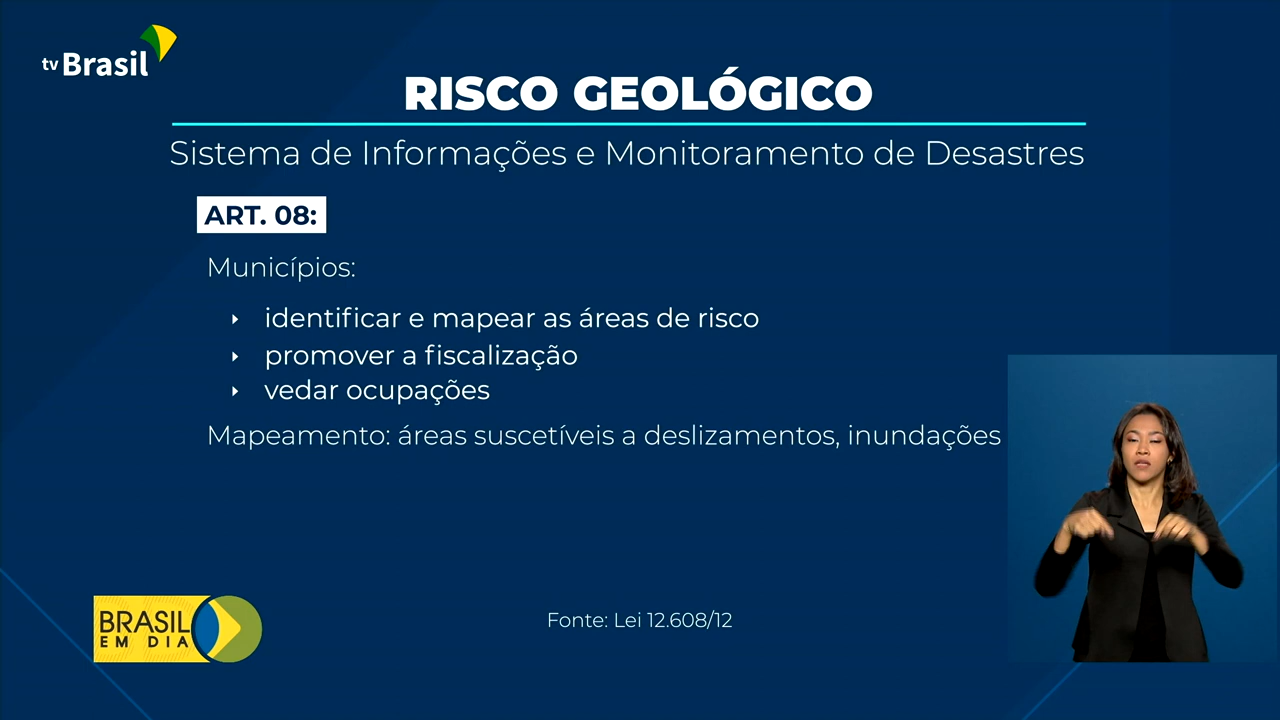 tv Brasil
RISCO GEOLÓGICO
Sistema de Informações e Monitoramento de Desastres
ART. 08:
Municípios:
identificar e mapear as áreas de risco
promover a fiscalização
vedar ocupações
Mapeamento: áreas suscetíveis a deslizamentos, inundações
BRASIL
EM DIA
Fonte: Lei 12.608/12